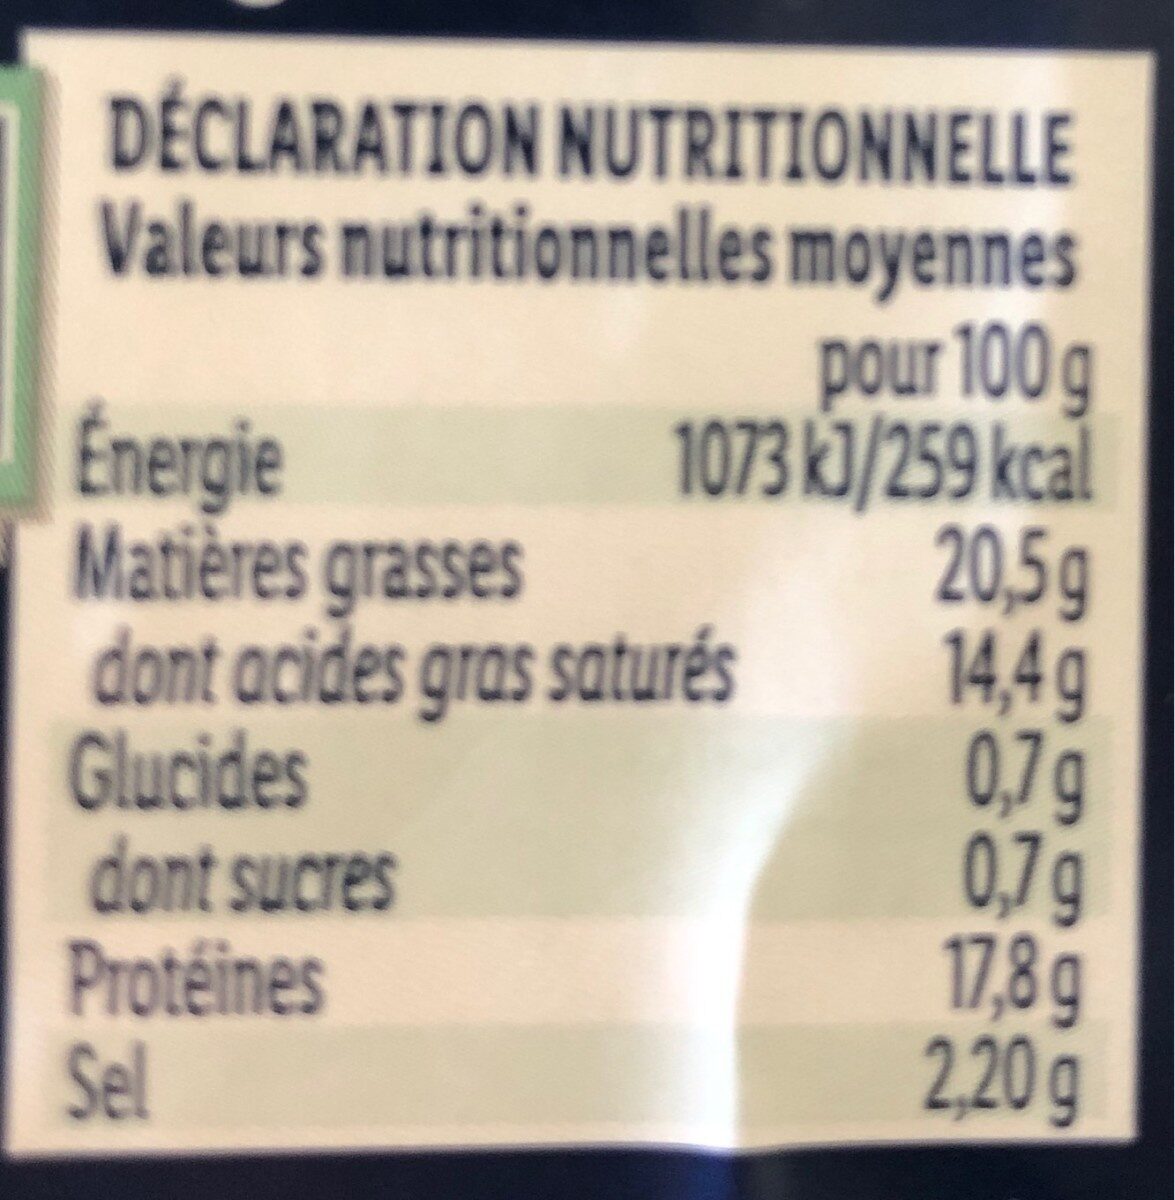 DÉCLARATION NUTRITIONNELLE
Valeurs nutritionnelles moyennes
pour 100 g
Énergie 1073 kJ/259 kcal
Matières grasses 20,5 g
dont acides gras saturés 14,4 g
Glucides 0,7 g
dont sucres 0,7 g
Protéines 17,8 g
Sel 2,20 g